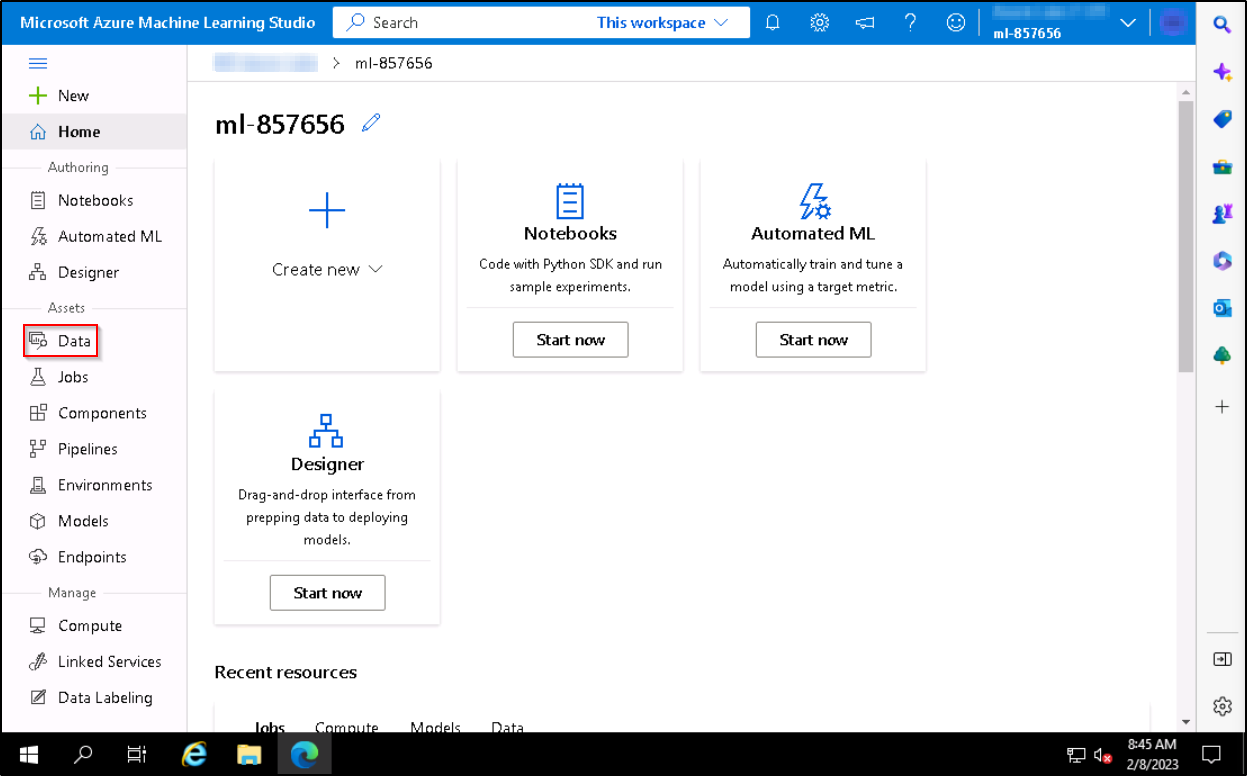 Microsoft Azure Machine Learning Studio
Search
This workspace
ml-857656
> ml-857656
New
Home
Authoring
Notebooks
Automated ML
Designer
Assets
Data
Jobs
Components
Pipelines
Environments
Models
Endpoints
Manage
Compute
Linked Services
Data Labeling
ml-857656
Create new
Notebooks
Code with Python SDK and run
sample experiments.
Start now
Automated ML
Automatically train and tune a
model using a target metric.
Start now
Designer
Drag-and-drop interface from
prepping data to deploying
models.
Start now
Recent resources
Jobs Compute Models Data
8:45 AM
2/8/2023